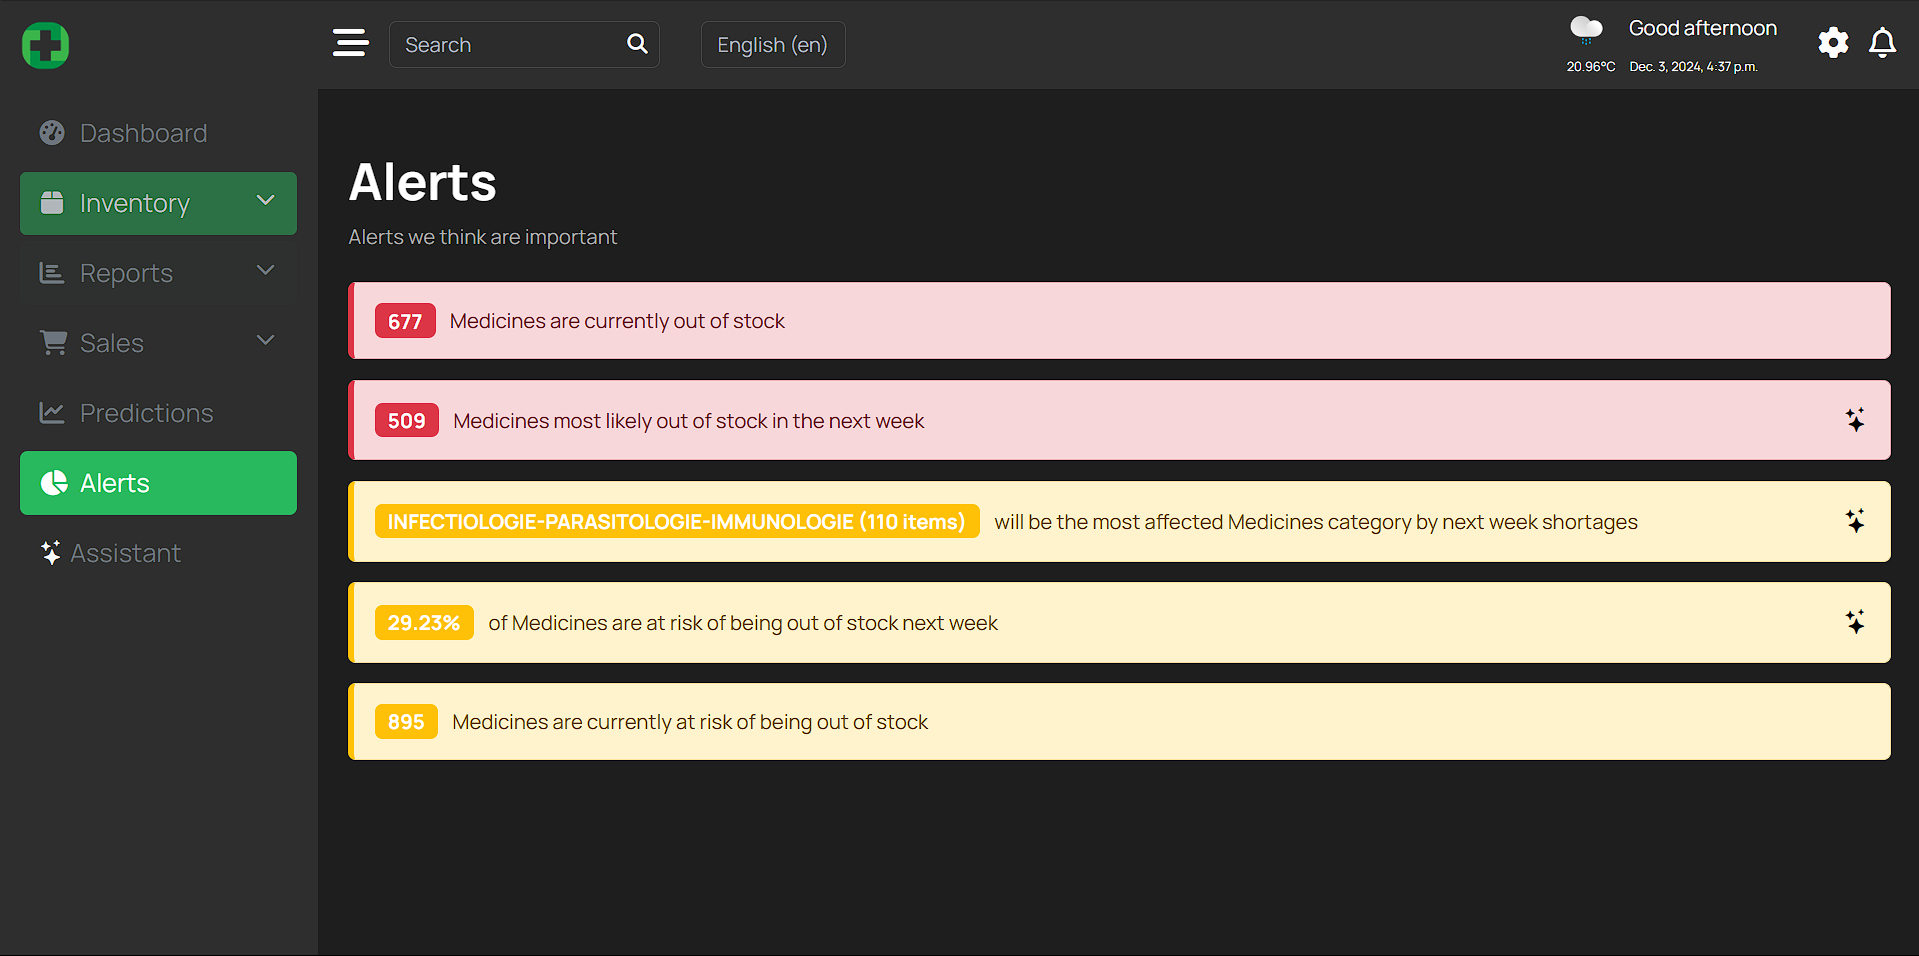 Search
English (en)
Good afternoon
20.96°C Dec. 3, 2024, 4:37 p.m.
Dashboard
Inventory
Reports
Sales
Predictions
Alerts
Assistant
Alerts
Alerts we think are important
677 Medicines are currently out of stock
509 Medicines most likely out of stock in the next week
INFECTIOLOGIE-PARASITOLOGIE-IMMUNOLOGIE (110 items) will be the most affected Medicines category by next week shortages
29.23% of Medicines are at risk of being out of stock next week
895 Medicines are currently at risk of being out of stock